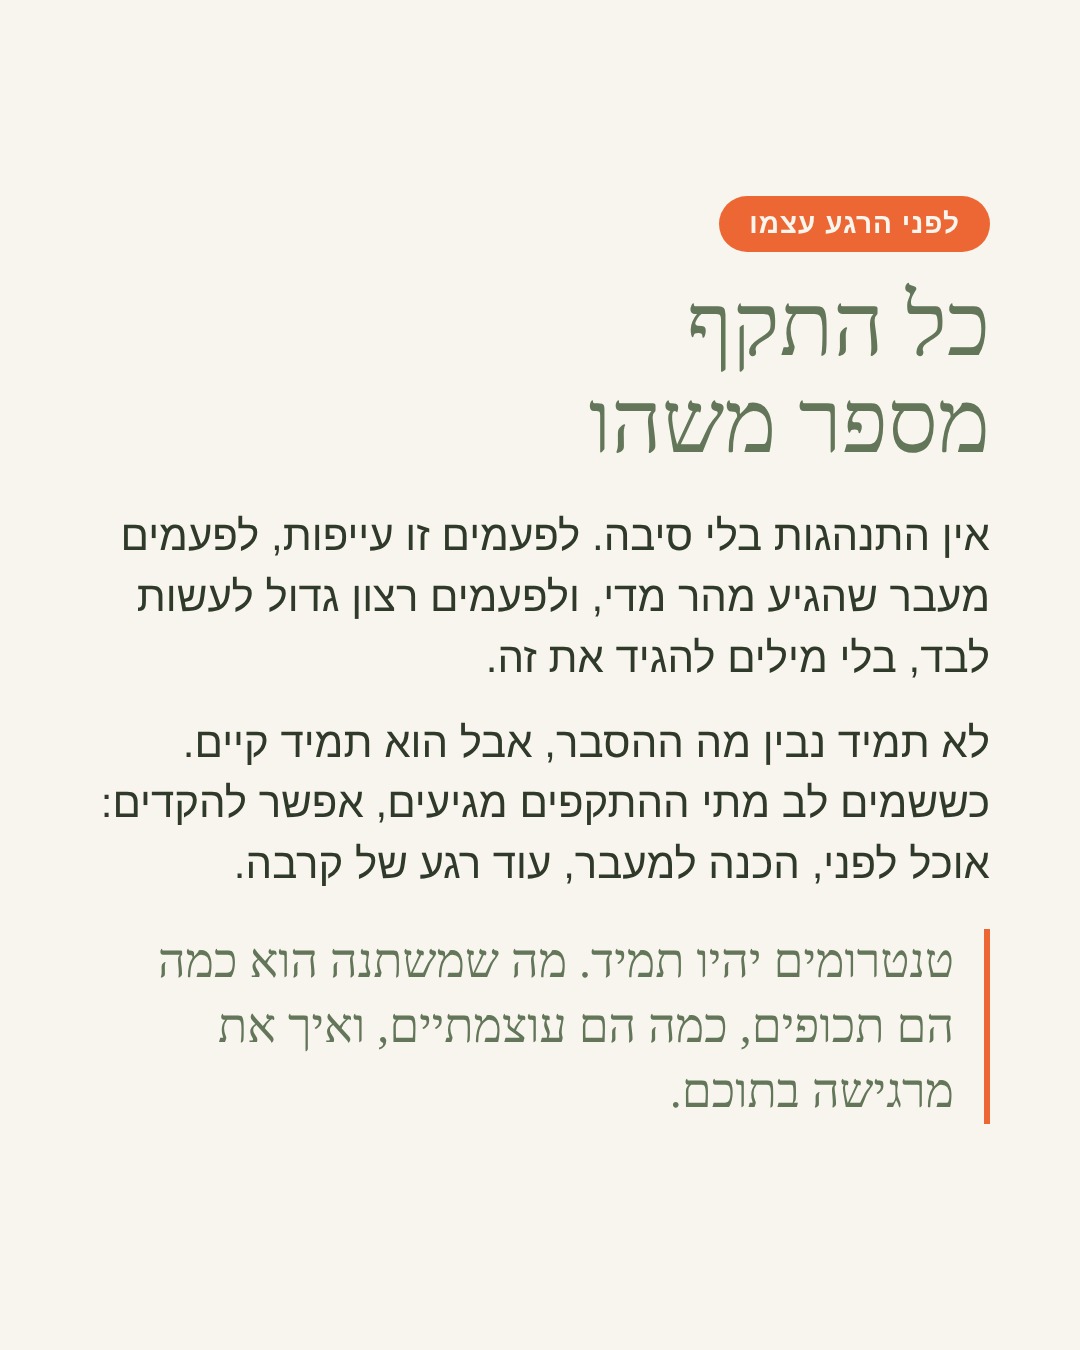 לפני הרגע עצמו
כל התקף
מספר משהו
אין התנהגות בלי סיבה. לפעמים זו עייפות, לפעמים
מעבר שהגיע מהר מדי, ולפעמים רצון גדול לעשות
לבד, בלי מילים להגיד את זה.
לא תמיד נבין מה ההסבר, אבל הוא תמיד קיים.
כששמים לב מתי ההתקפים מגיעים, אפשר להקדים:
אוכל לפני, הכנה למעבר, עוד רגע של קרבה.
טנטרומים יהיו תמיד. מה שמשתנה הוא כמה
הם תכופים, כמה הם עוצמתיים, ואיך את
מרגישה בתוכם.